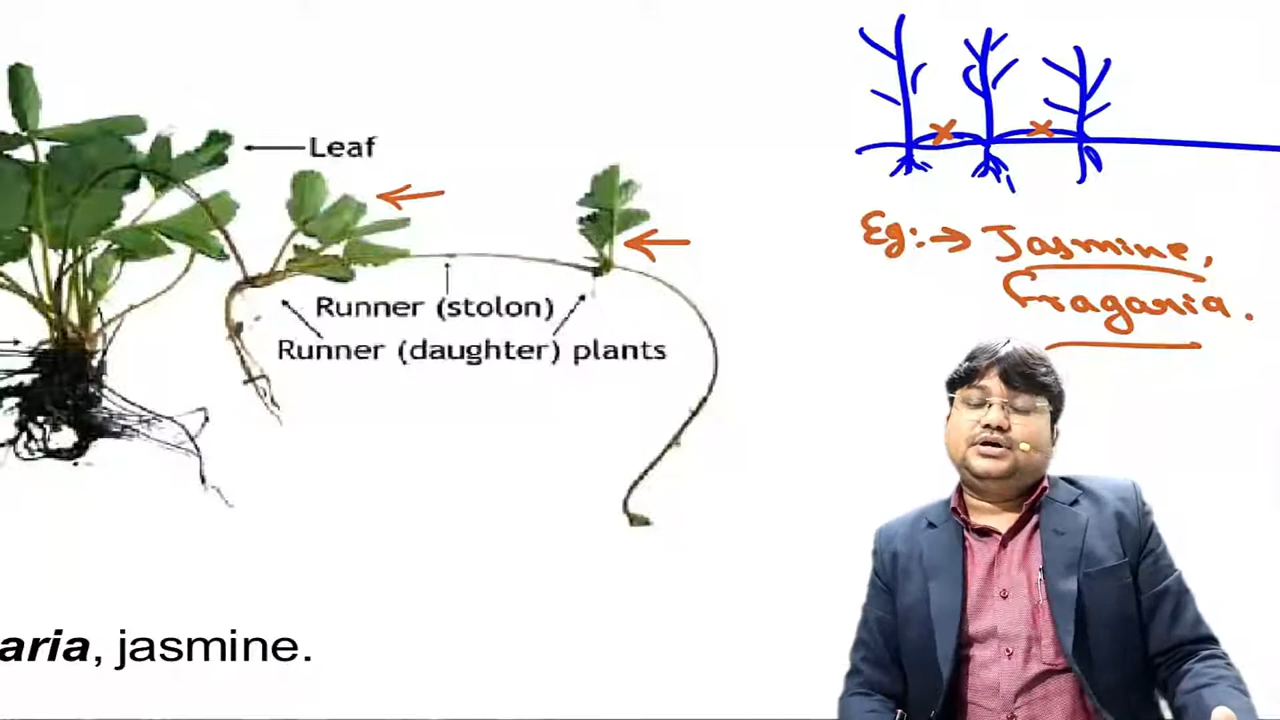 Leaf
Eg:→ Jasmine,
Fragaria.
Runner (stolon)
Runner (daughter) plants
aria, jasmine.